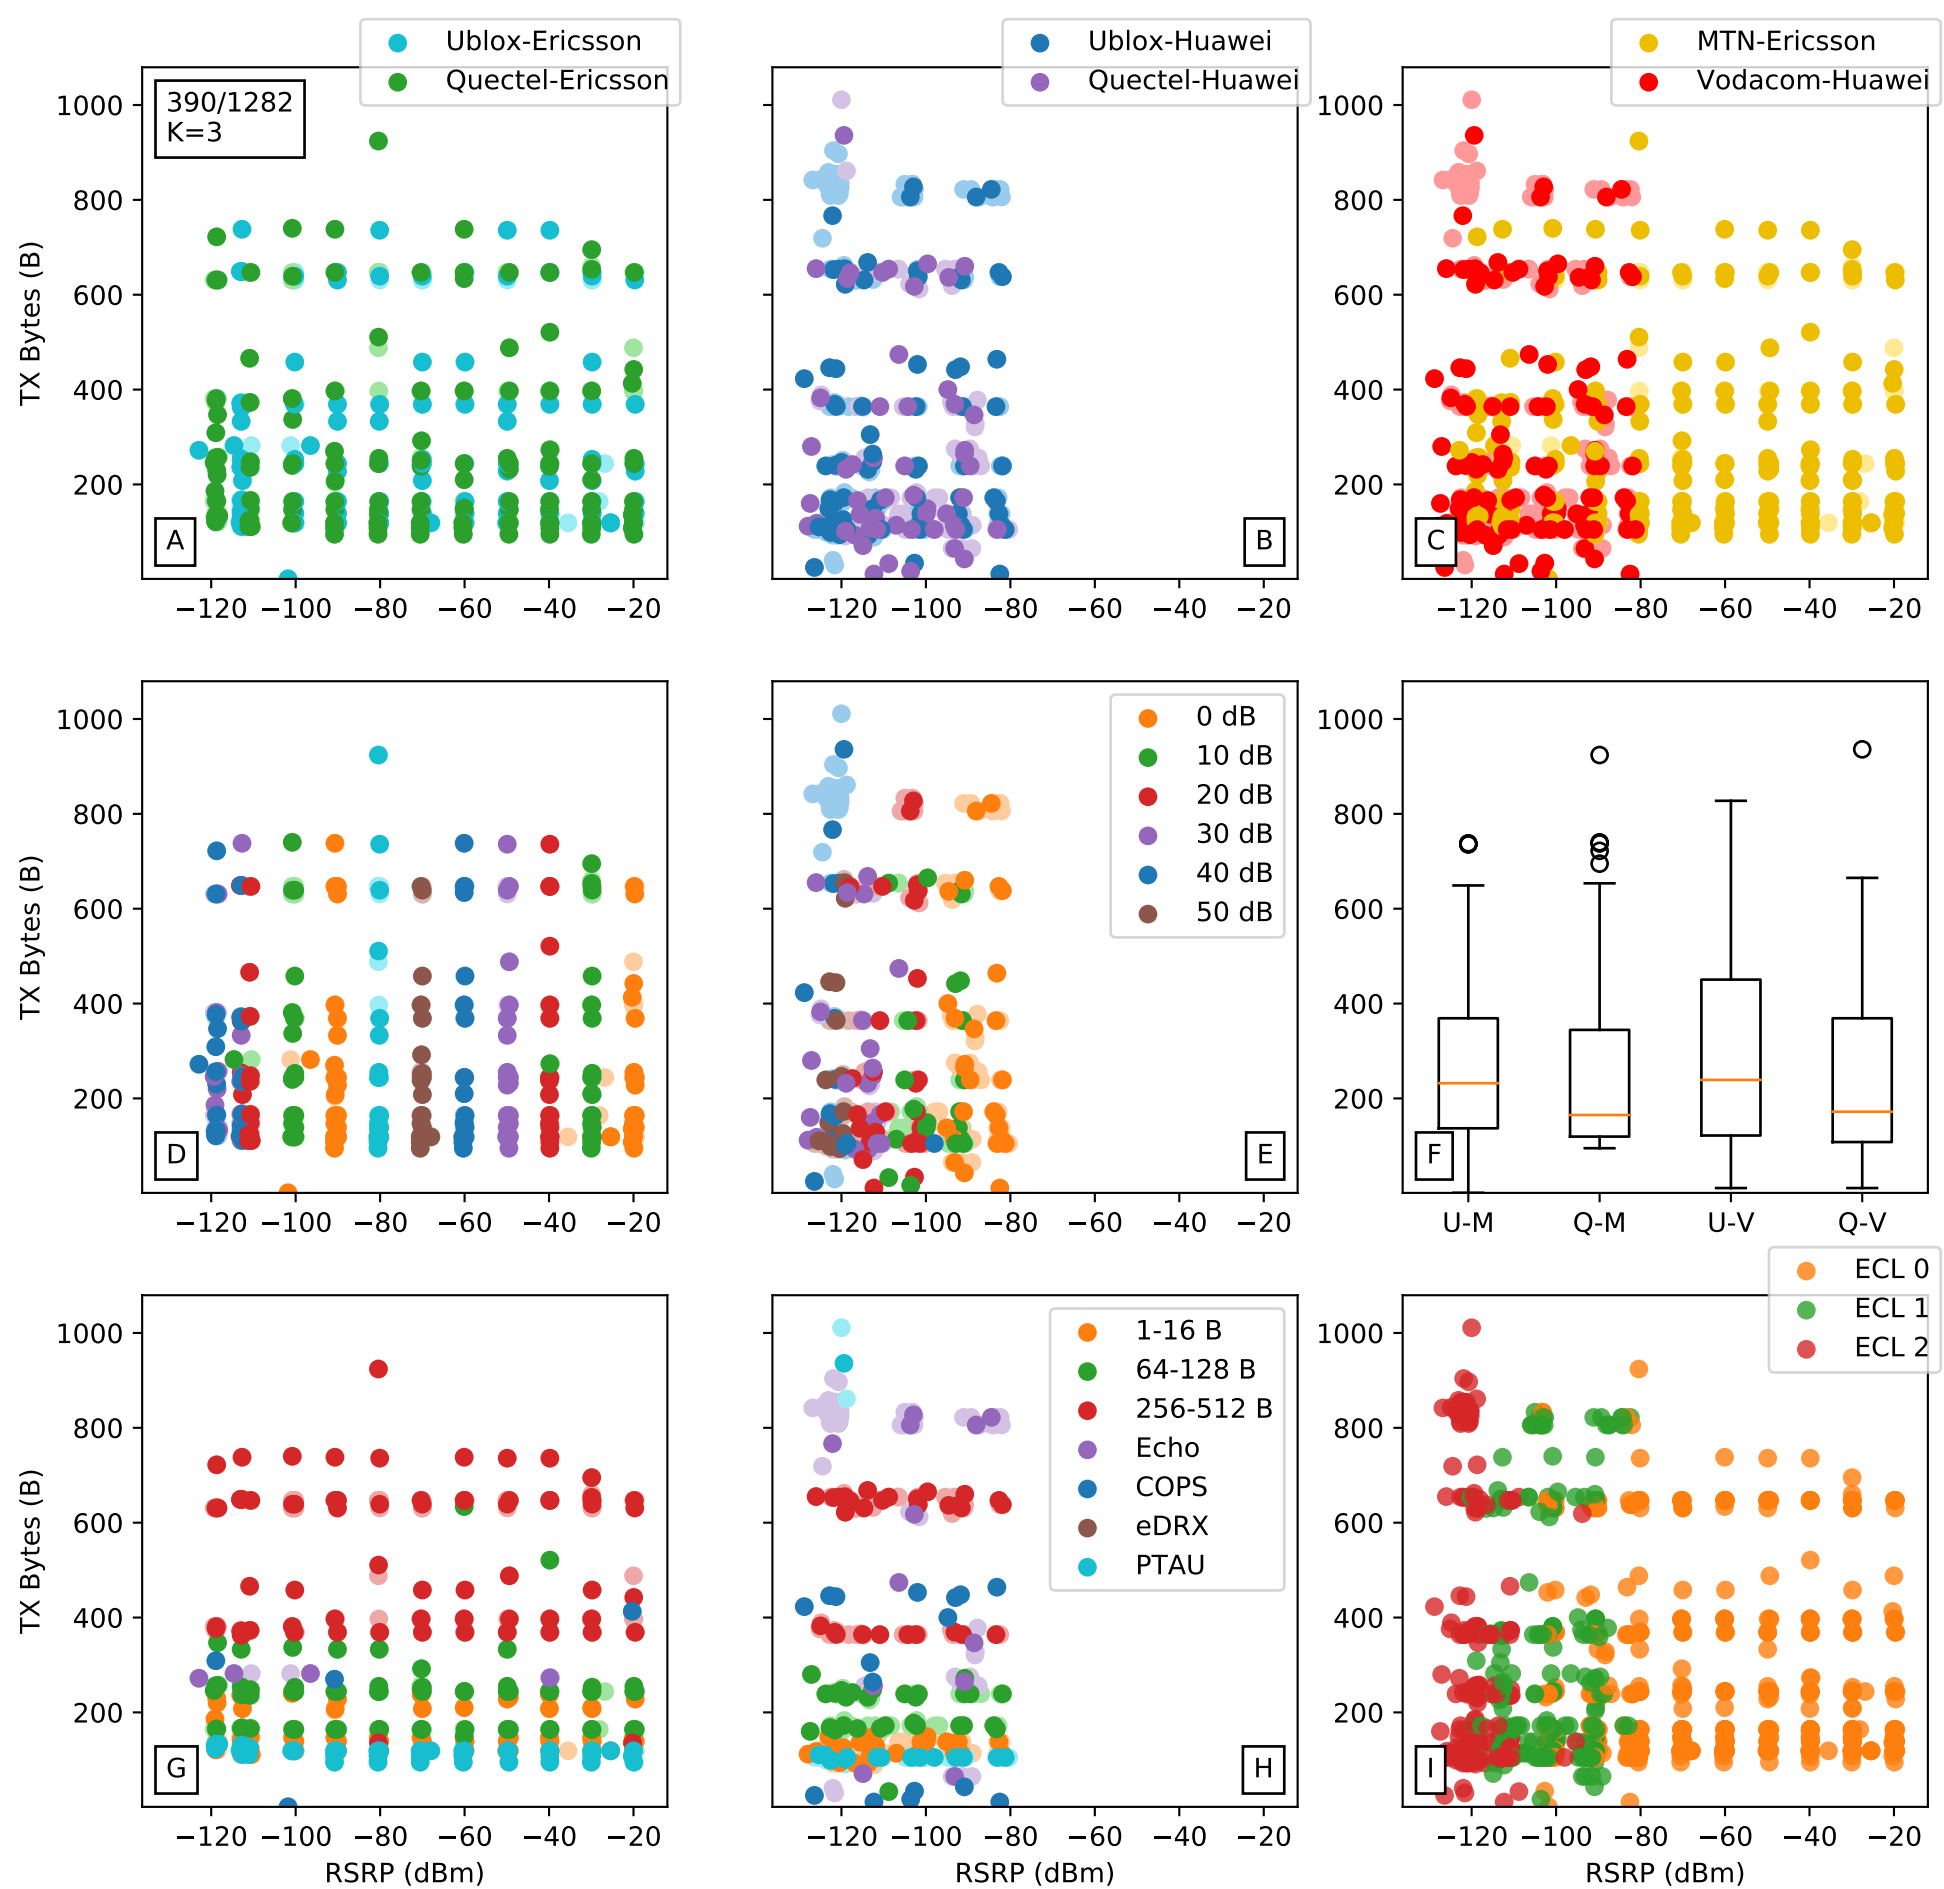 Ublox-Ericsson
Quectel-Ericsson
Ublox-Huawei
Quectel-Huawei
MTN-Ericsson
Vodacom-Huawei
390/1282
K=3
TX Bytes (B)
1000
800
600
400
200
A
−120 −100 −80 −60 −40 −20
B
−120 −100 −80 −60 −40 −20
1000
800
600
400
200
C
−120 −100 −80 −60 −40 −20
TX Bytes (B)
1000
800
600
400
200
D
−120 −100 −80 −60 −40 −20
0 dB
10 dB
20 dB
30 dB
40 dB
50 dB
E
−120 −100 −80 −60 −40 −20
1000
800
600
400
200
F
U-M Q-M U-V Q-V
TX Bytes (B)
1000
800
600
400
200
G
−120 −100 −80 −60 −40 −20
RSRP (dBm)
1-16 B
64-128 B
256-512 B
Echo
COPS
eDRX
PTAU
H
−120 −100 −80 −60 −40 −20
RSRP (dBm)
ECL 0
ECL 1
ECL 2
1000
800
600
400
200
I
−120 −100 −80 −60 −40 −20
RSRP (dBm)